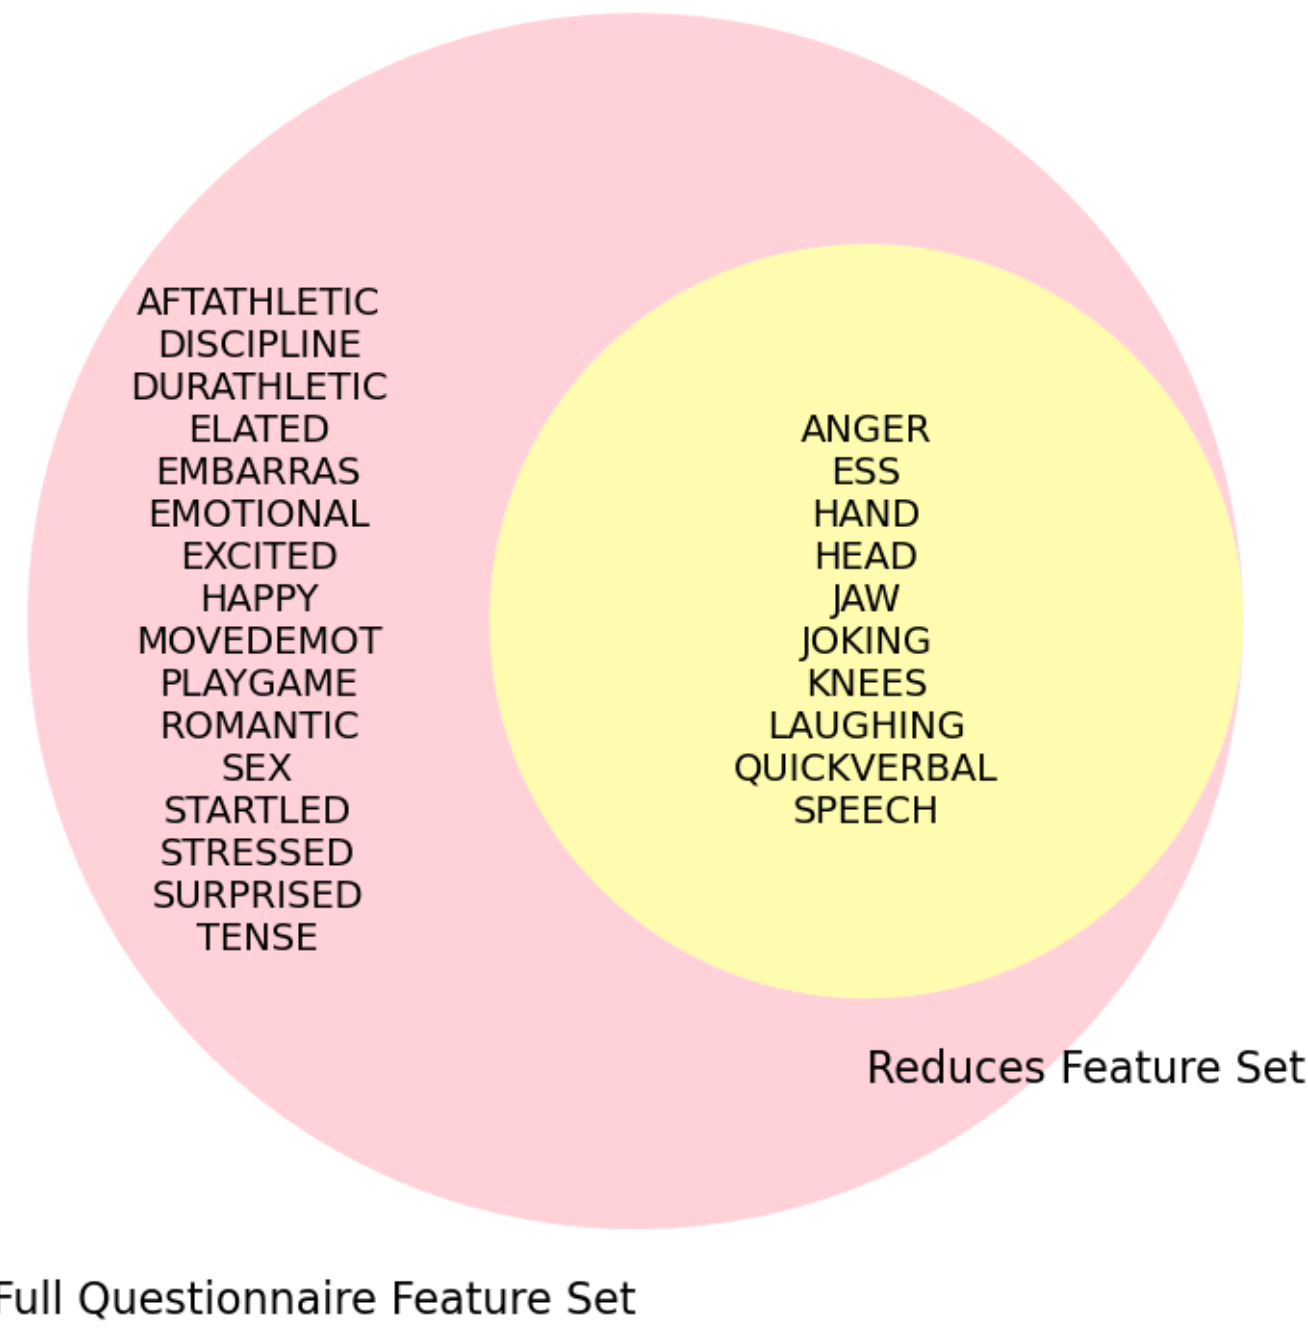 AFTATHLETIC
DISCIPLINE
DURATHLETIC
ELATED
EMBARRAS
EMOTIONAL
EXCITED
HAPPY
MOVEDEMOT
PLAYGAME
ROMANTIC
SEX
STARTLED
STRESSED
SURPRISED
TENSE
ANGER
ESS
HAND
HEAD
JAW
JOKING
KNEES
LAUGHING
QUICKVERBAL
SPEECH
Reduces Feature Set
Full Questionnaire Feature Set